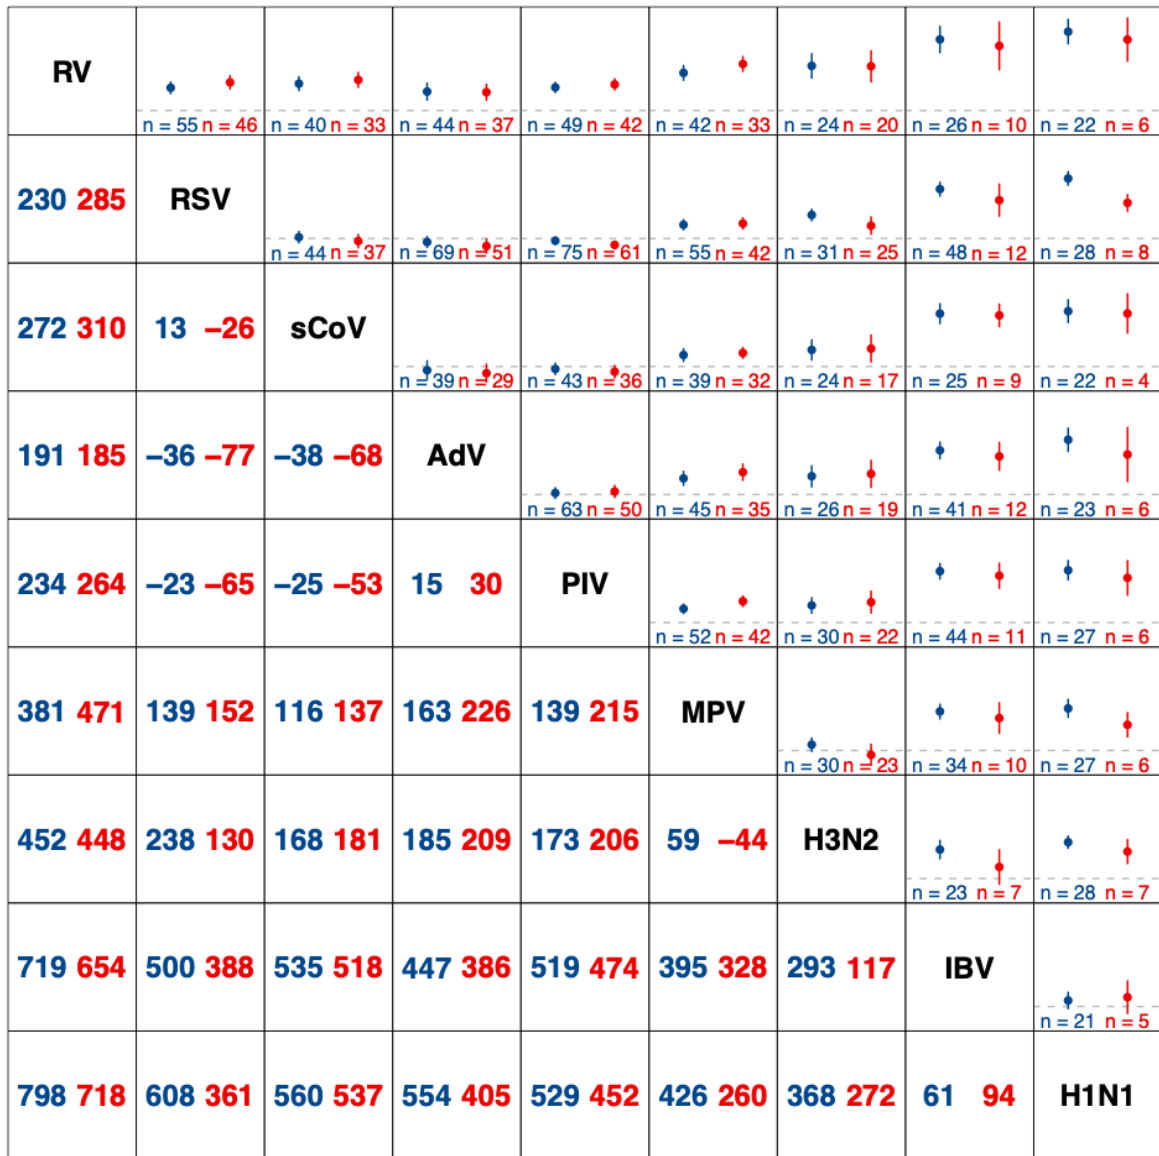 RV
n = 55 n = 46 n = 40 n = 33 n = 44 n = 37 n = 49 n = 42 n = 42 n = 33 n = 24 n = 20 n = 26 n = 10 n = 22 n = 6
230 285 RSV
n = 44 n = 37 n = 69 n = 51 n = 75 n = 61 n = 55 n = 42 n = 31 n = 25 n = 48 n = 12 n = 28 n = 8
272 310 13 −26 sCoV
n = 39 n = 29 n = 43 n = 36 n = 39 n = 32 n = 24 n = 17 n = 25 n = 9 n = 22 n = 4
191 185 −36 −77 −38 −68 AdV
n = 63 n = 50 n = 45 n = 35 n = 26 n = 19 n = 41 n = 12 n = 23 n = 6
234 264 −23 −65 −25 −53 15 30 PIV
n = 52 n = 42 n = 30 n = 22 n = 44 n = 11 n = 27 n = 6
381 471 139 152 116 137 163 226 139 215 MPV
n = 30 n = 23 n = 34 n = 10 n = 27 n = 6
452 448 238 130 168 181 185 209 173 206 59 −44 H3N2
n = 23 n = 7 n = 28 n = 7
719 654 500 388 535 518 447 386 519 474 395 328 293 117 IBV
n = 21 n = 5
798 718 608 361 560 537 554 405 529 452 426 260 368 272 61 94 H1N1